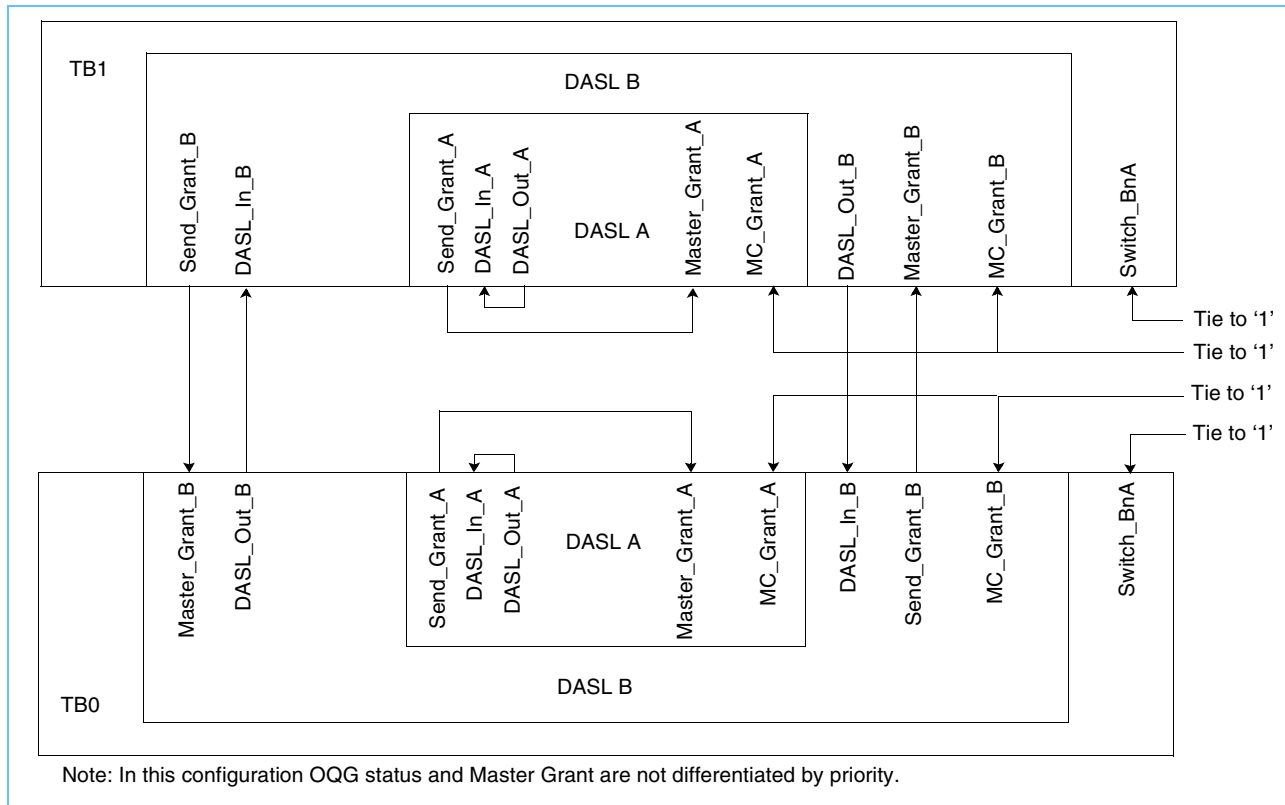 TB1
DASL B
Send_Grant_B
DASL_In_B
Send_Grant_A
DASL_In_A
DASL_Out_A
DASL A
Master_Grant_A
MC_Grant_A
DASL_Out_B
Master_Grant_B
MC_Grant_B
Switch_BnA
Tie to ‘1’
Tie to ‘1’
Tie to ‘1’
Tie to ‘1’
Master_Grant_B
DASL_Out_B
Send_Grant_A
DASL_In_A
DASL_Out_A
DASL A
Master_Grant_A
MC_Grant_A
DASL_In_B
Send_Grant_B
MC_Grant_B
Switch_BnA
DASL B
TB0
Note: In this configuration OQG status and Master Grant are not differentiated by priority.